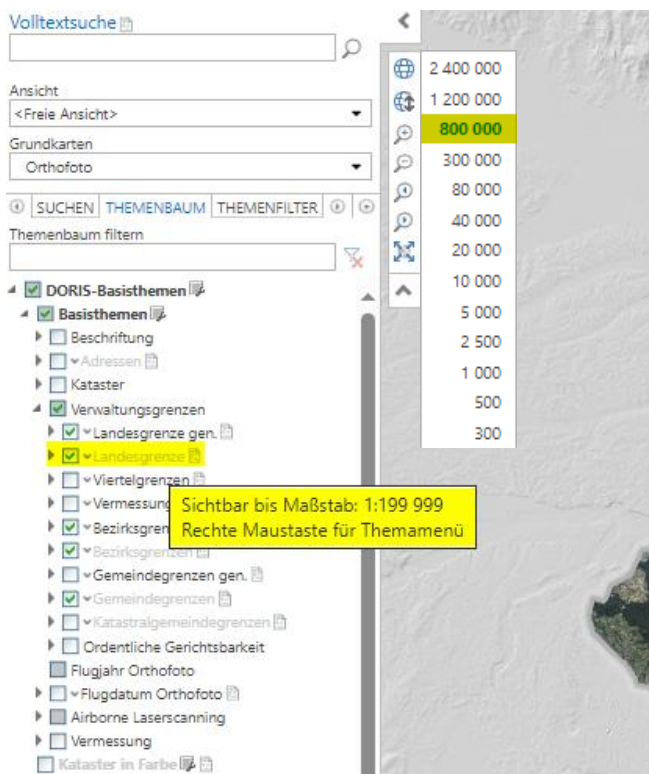 Volltextsuche
Ansicht
<Freie Ansicht>
Grundkarten
Orthofoto
SUCHEN THEMENBAUM THEMENFILTER
Themenbaum filtern
DORIS-Basisthemen
Basisthemen
Beschriftung
Adressen
Kataster
Verwaltungsgrenzen
Landesgrenze gen.
Landesgrenze
Viertelgrenzen
Vermessung
Sichtbar bis Maßstab: 1:199 999
Rechte Maustaste für Themamenü
Bezirksgren
Bezirksgrenzen
Gemeindegrenzen gen.
Gemeindegrenzen
Katastralgemeindegrenzen
Ordentliche Gerichtsbarkeit
Flugjahr Orthofoto
Flugdatum Orthofoto
Airborne Laserscanning
Vermessung
Kataster in Farbe
2 400 000
1 200 000
800 000
300 000
80 000
40 000
20 000
10 000
5 000
2 500
1 000
500
300